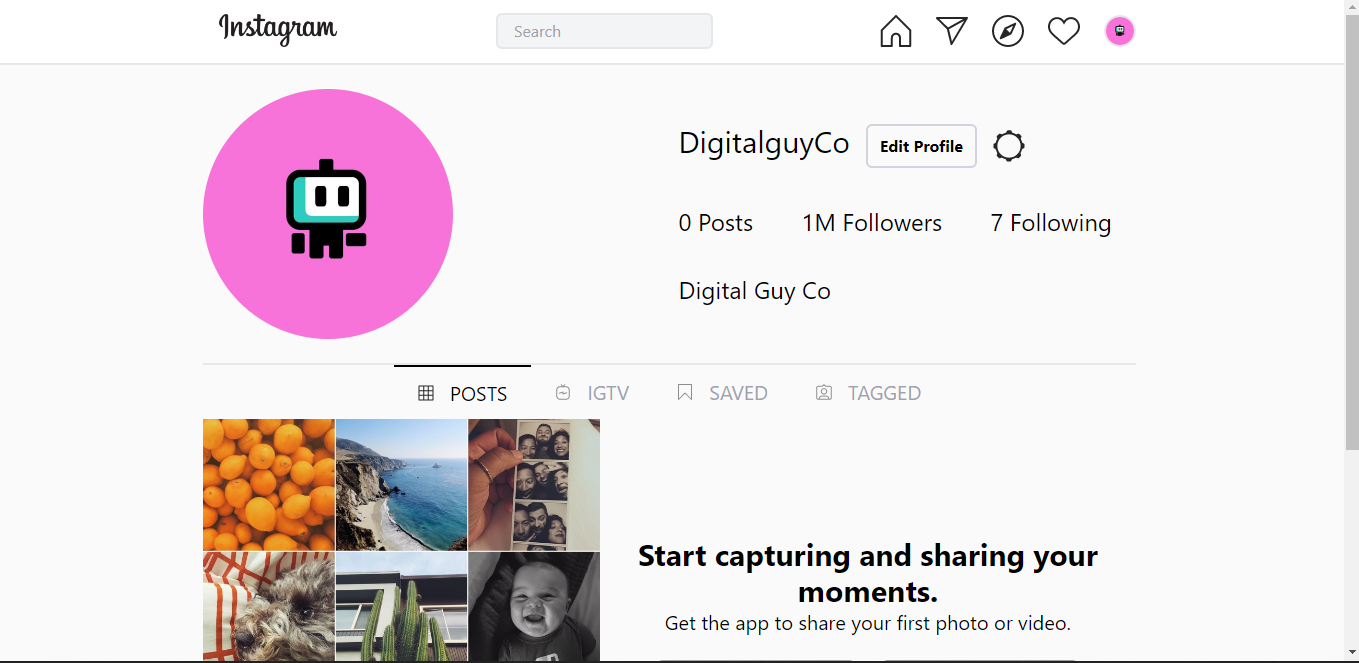 Instagram
Search
DigitalguyCo
Edit Profile
0 Posts 1M Followers 7 Following
Digital Guy Co
POSTS IGTV SAVED TAGGED
Start capturing and sharing your
moments.
Get the app to share your first photo or video.